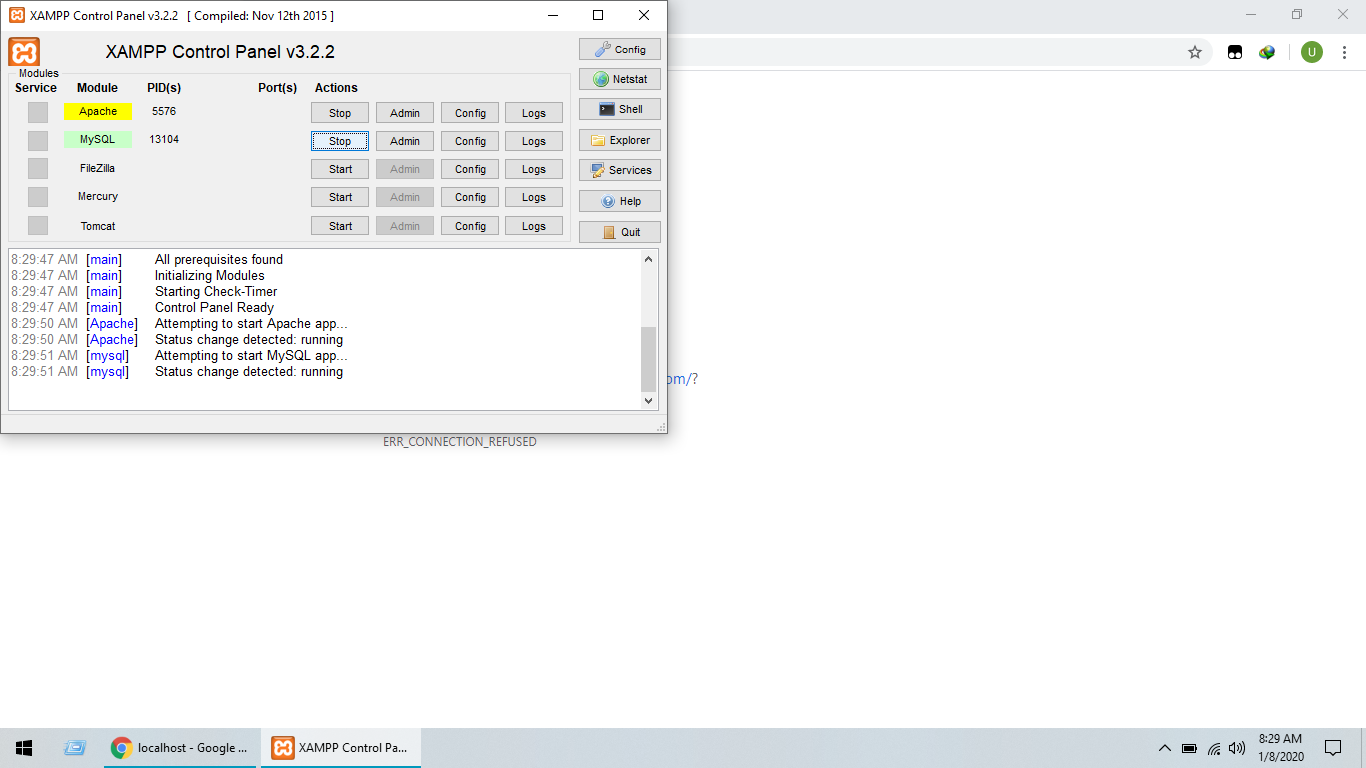 XAMPP Control Panel v3.2.2 [ Compiled: Nov 12th 2015 ]
XAMPP Control Panel v3.2.2
Config
Modules
Service Module PID(s) Port(s) Actions
Netstat
Apache 5576 Stop Admin Config Logs
Shell
MySQL 13104 Stop Admin Config Logs
Explorer
FileZilla Start Admin Config Logs
Services
Mercury Start Admin Config Logs
Help
Tomcat Start Admin Config Logs
Quit
8:29:47 AM [main] All prerequisites found
8:29:47 AM [main] Initializing Modules
8:29:47 AM [main] Starting Check-Timer
8:29:47 AM [main] Control Panel Ready
8:29:50 AM [Apache] Attempting to start Apache app...
8:29:50 AM [Apache] Status change detected: running
8:29:51 AM [mysql] Attempting to start MySQL app...
8:29:51 AM [mysql] Status change detected: running
om/?
ERR_CONNECTION_REFUSED
U
localhost - Google ...
XAMPP Control Pa...
8:29 AM
1/8/2020